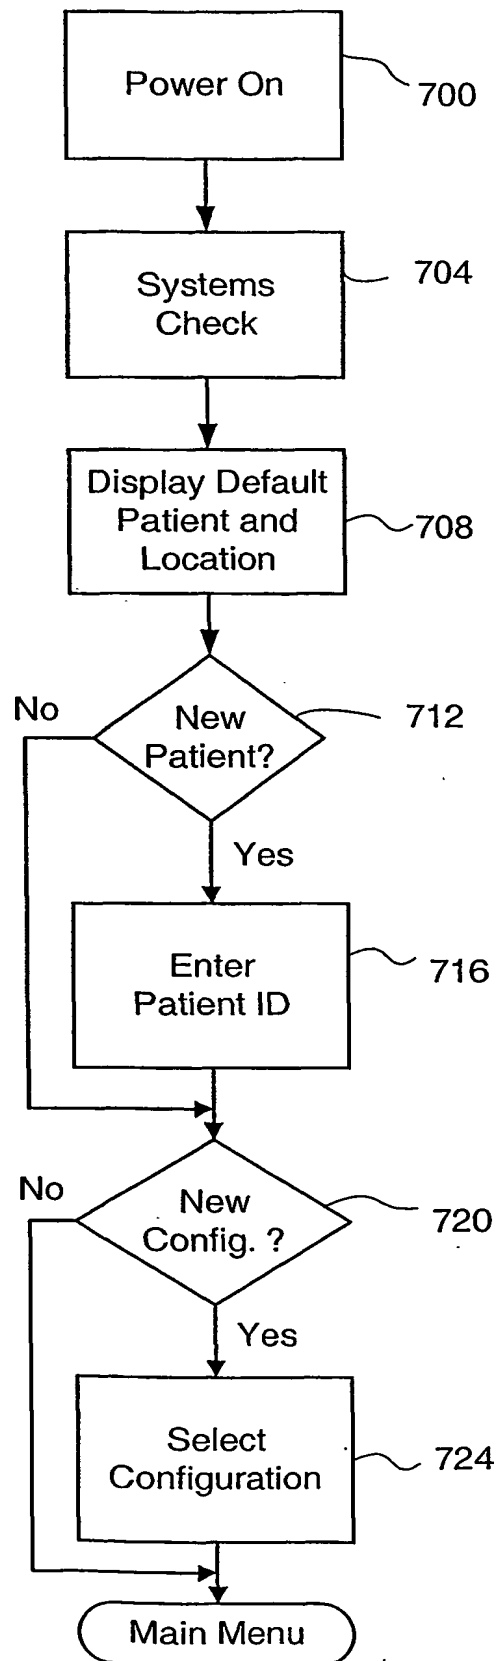 Power On
700
Systems
Check
704
Display Default
Patient and
Location
708
New
Patient?
712
No
Yes
Enter
Patient ID
716
New
Config. ?
720
No
Yes
Select
Configuration
724
Main Menu